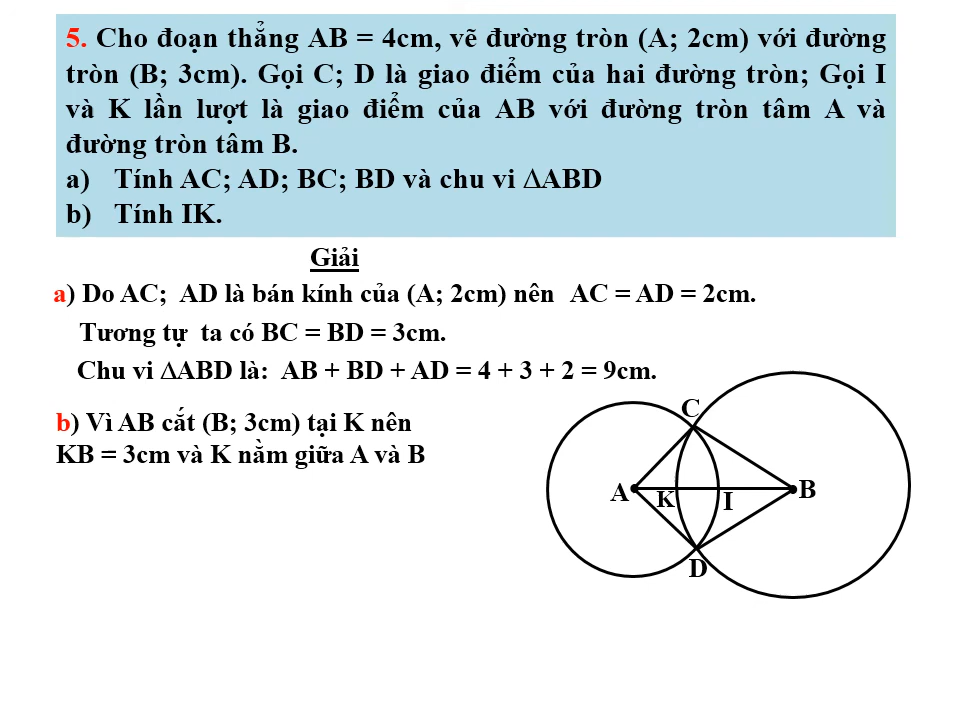 5. Cho đoạn thẳng AB = 4cm, vẽ đường tròn (A; 2cm) với đường
tròn (B; 3cm). Gọi C; D là giao điểm của hai đường tròn; Gọi I
và K lần lượt là giao điểm của AB với đường tròn tâm A và
đường tròn tâm B.
a) Tính AC; AD; BC; BD và chu vi ∆ABD
b) Tính IK.
Giải
a) Do AC; AD là bán kính của (A; 2cm) nên AC = AD = 2cm.
Tương tự ta có BC = BD = 3cm.
Chu vi ∆ABD là: AB + BD + AD = 4 + 3 + 2 = 9cm.
b) Vì AB cắt (B; 3cm) tại K nên
KB = 3cm và K nằm giữa A và B
C
A K I B
D